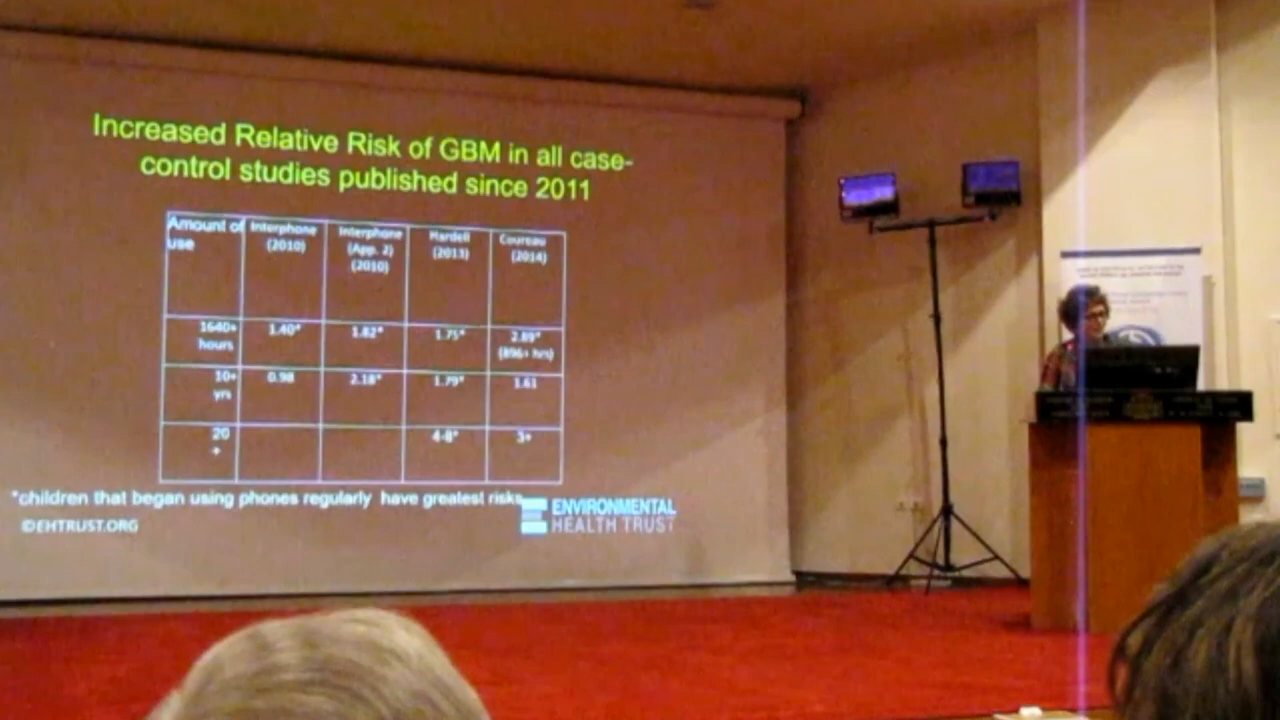 Increased Relative Risk of GBM in all case-
control studies published since 2011
Amount of
use
Interphone
(2010)
Interphone
(App. 2)
(2010)
Hardell
(2013)
Coureau
(2014)
1640+
hours
1.40*
1.82*
1.75*
2.89*
(896+ hrs)
10+
yrs
0.98
2.18*
1.79*
1.61
20
+
4-8*
3+
*children that began using phones regularly have greatest risks
©EHTRUST.ORG
ENVIRONMENTAL
HEALTH TRUST